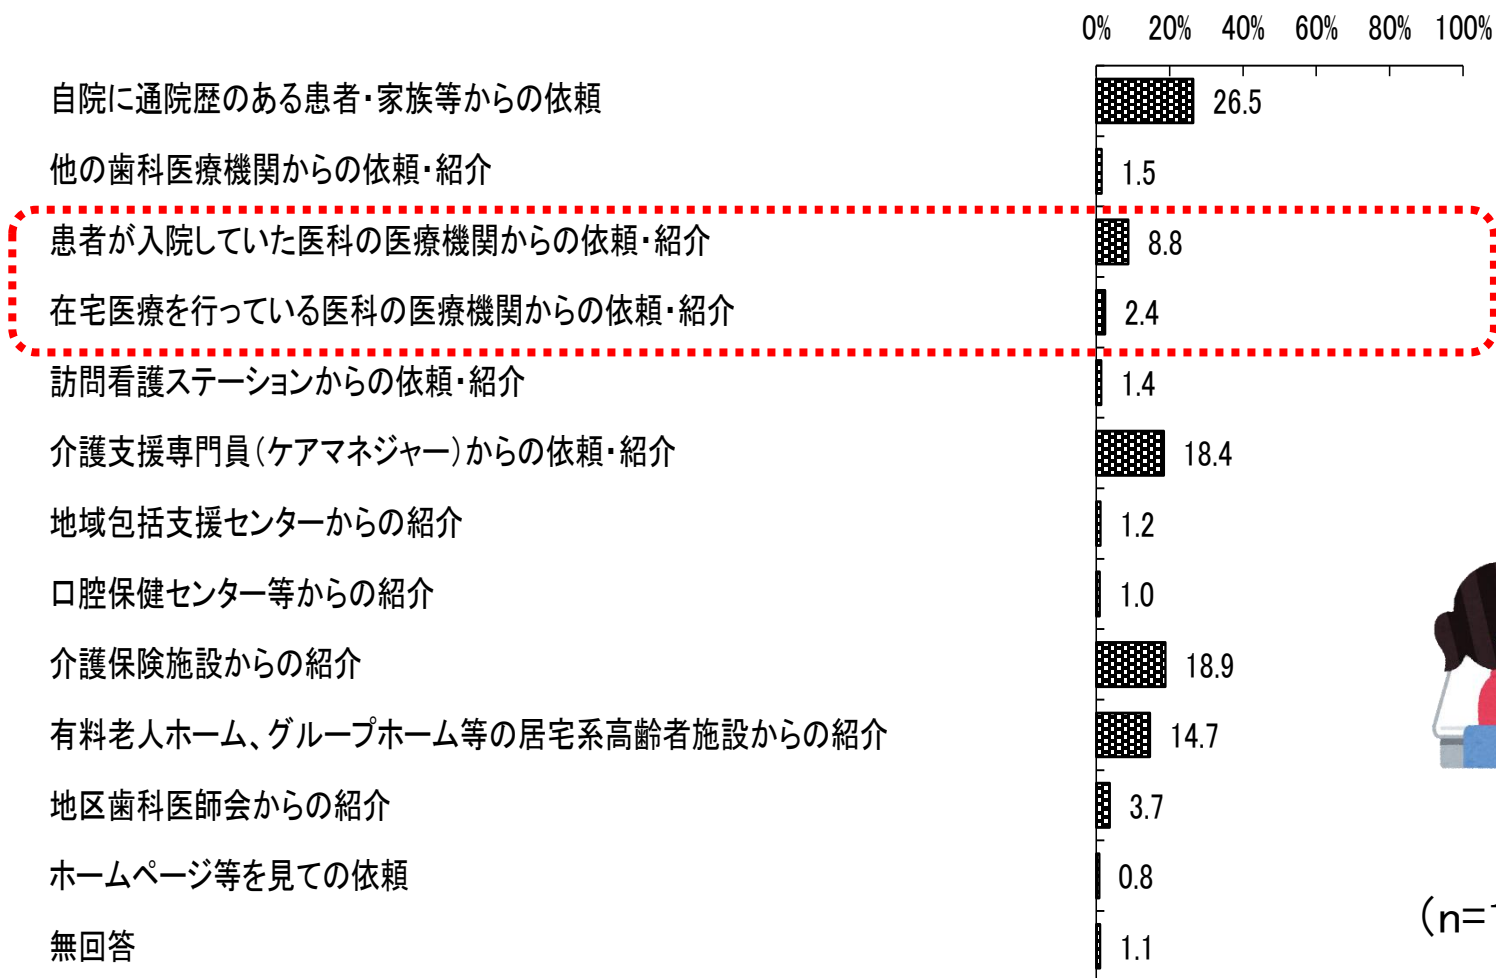 0% 20% 40% 60% 80% 100%
自院に通院歴のある患者・家族等からの依頼 26.5
他の歯科医療機関からの依頼・紹介 1.5
患者が入院していた医科の医療機関からの依頼・紹介 8.8
在宅医療を行っている医科の医療機関からの依頼・紹介 2.4
訪問看護ステーションからの依頼・紹介 1.4
介護支援専門員(ケアマネジャー)からの依頼・紹介 18.4
地域包括支援センターからの紹介 1.2
口腔保健センター等からの紹介 1.0
介護保険施設からの紹介 18.9
有料老人ホーム、グループホーム等の居宅系高齢者施設からの紹介 14.7
地区歯科医師会からの紹介 3.7
ホームページ等を見ての依頼 0.8
(n=
無回答 1.1